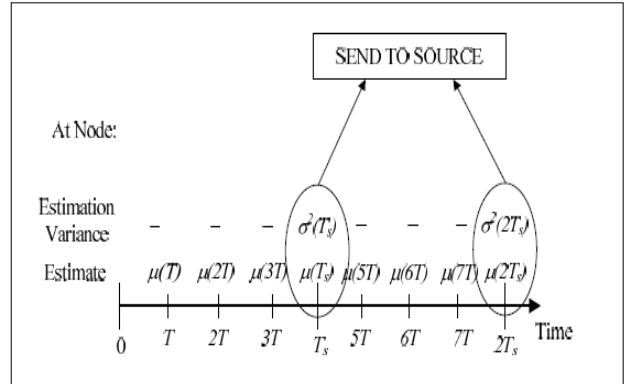 SEND TO SOURCE
At Node:
Estimation
Variance
– – – σ²(Tₛ) – – – σ²(2Tₛ)
Estimate μ(T) μ(2T) μ(3T) μ(Tₛ) μ(5T) μ(6T) μ(7T) μ(2Tₛ)
0 T 2T 3T Tₛ 5T 6T 7T 2Tₛ Time